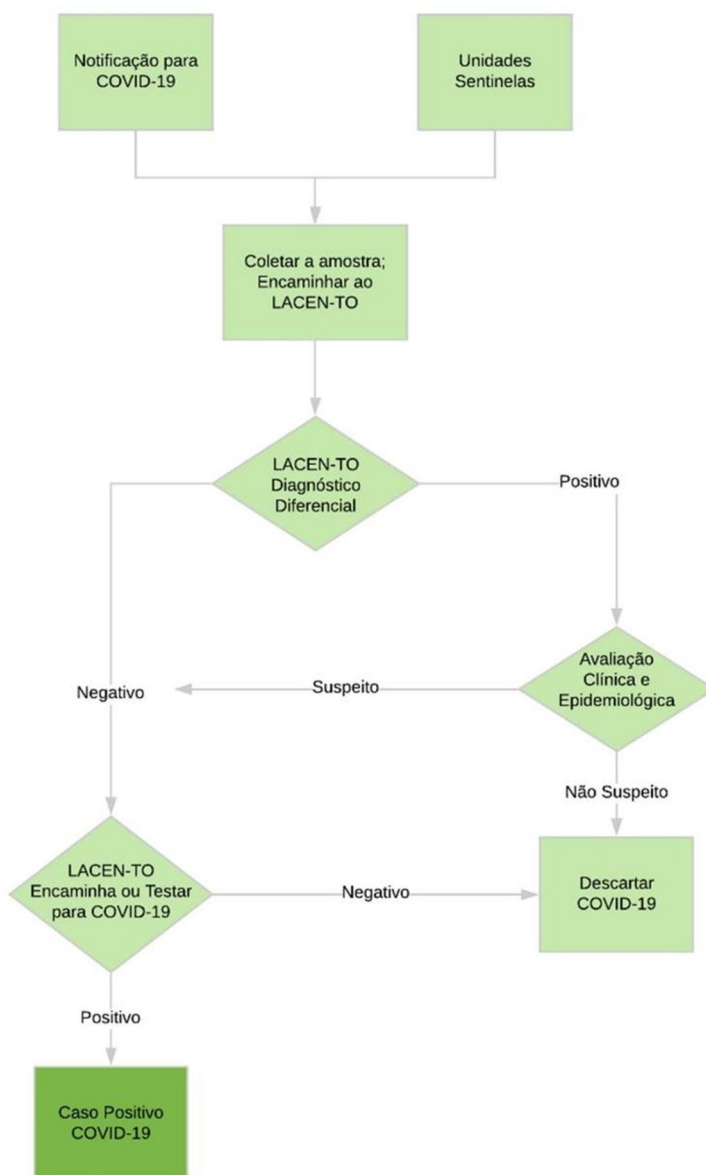 Notificação para
COVID-19
Unidades
Sentinelas
Coletar a amostra;
Encaminhar ao
LACEN-TO
LACEN-TO
Diagnóstico
Diferencial
Positivo
Avaliação
Clínica e
Epidemiológica
Suspeito
Negativo
Não Suspeito
LACEN-TO
Encaminha ou Testar
para COVID-19
Negativo
Descartar
COVID-19
Positivo
Caso Positivo
COVID-19